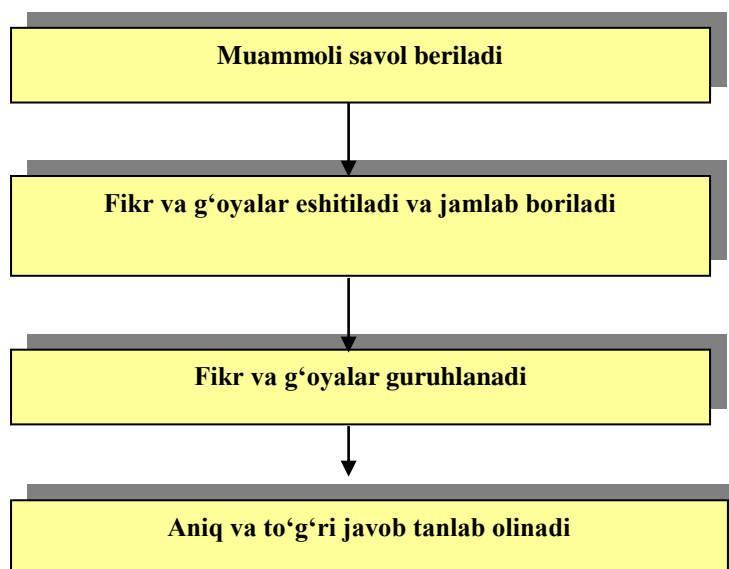 Muammoli savol beriladi
Fikr va g‘oyalar eshitiladi va jamlab boriladi
Fikr va g‘oyalar guruhlanadi
Aniq va to‘g‘ri javob tanlab olinadi